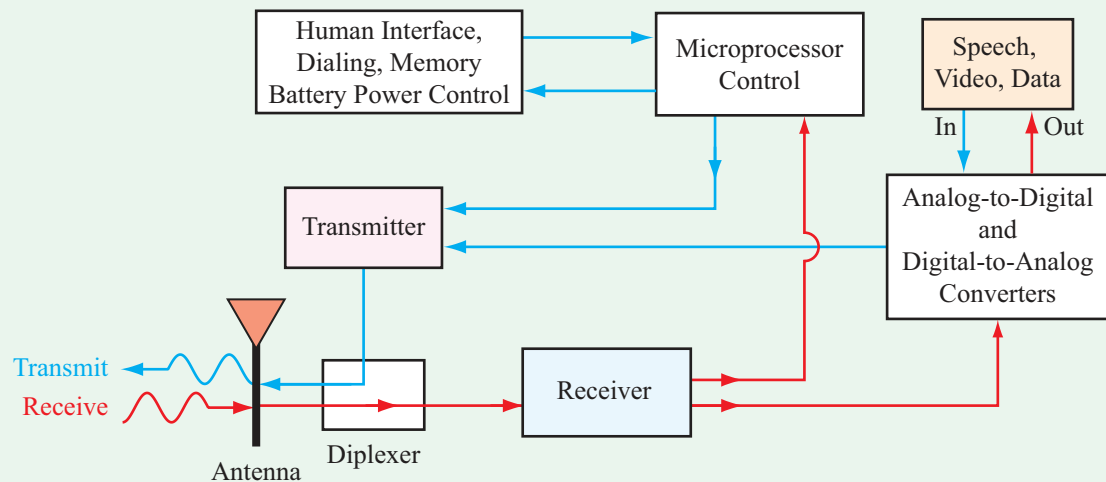 Human Interface,
Dialing, Memory
Battery Power Control
Microprocessor
Control
Speech,
Video, Data
In
Out
Transmitter
Analog-to-Digital
and
Digital-to-Analog
Converters
Transmit
Receive
Receiver
Diplexer
Antenna